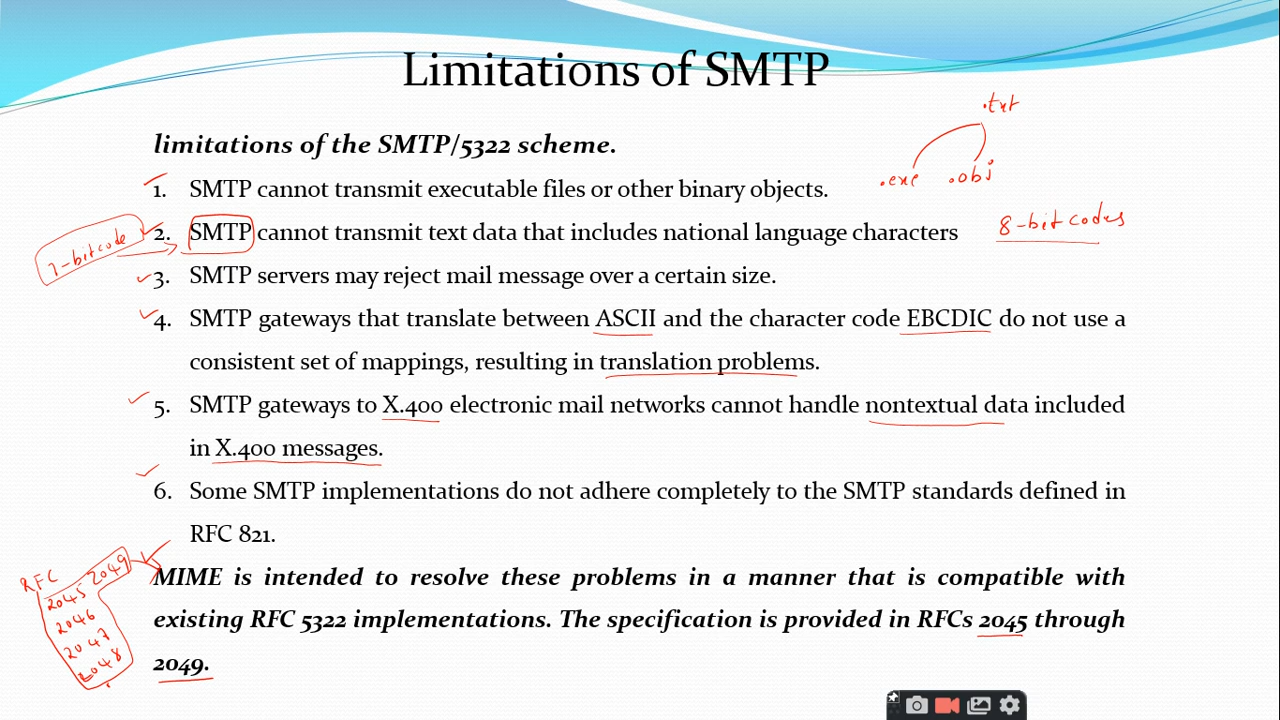 Limitations of SMTP
.txt
limitations of the SMTP/5322 scheme.
.exe .obj
1. SMTP cannot transmit executable files or other binary objects.
8-bit codes
7-bit code
2. SMTP cannot transmit text data that includes national language characters
3. SMTP servers may reject mail message over a certain size.
4. SMTP gateways that translate between ASCII and the character code EBCDIC do not use a
consistent set of mappings, resulting in translation problems.
5. SMTP gateways to X.400 electronic mail networks cannot handle nontextual data included
in X.400 messages.
6. Some SMTP implementations do not adhere completely to the SMTP standards defined in
RFC 821.
MIME is intended to resolve these problems in a manner that is compatible with
existing RFC 5322 implementations. The specification is provided in RFCs 2045 through
2049.
RFC
2045 2049
2046
2047
2048